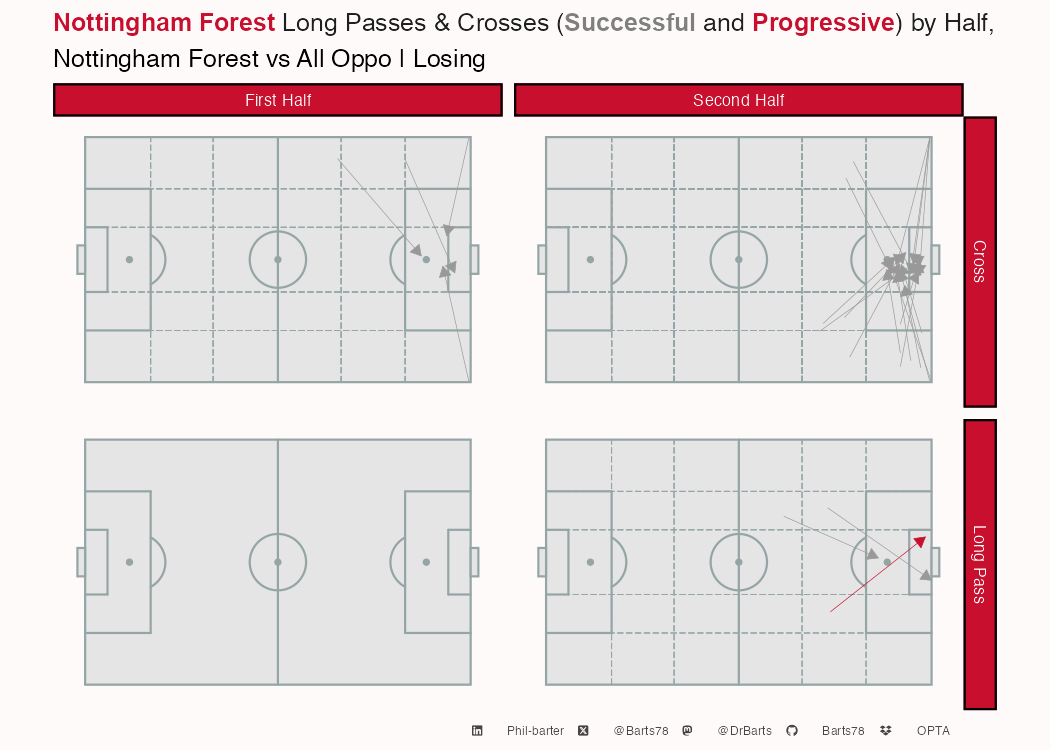 Nottingham Forest Long Passes & Crosses (Successful and Progressive) by Half,
Nottingham Forest vs All Oppo | Losing
First Half
Second Half
Cross
Long Pass
Phil-barter @Barts78 @DrBarts Barts78 OPTA